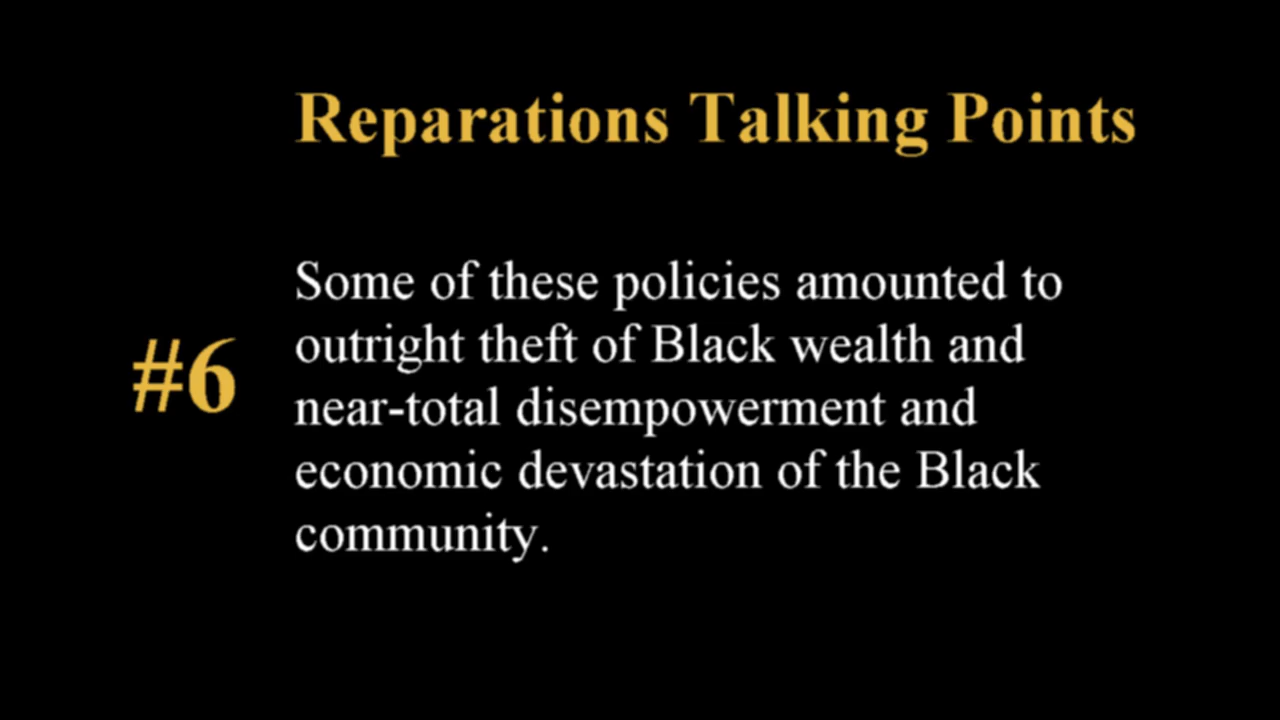 Reparations Talking Points
#6
Some of these policies amounted to
outright theft of Black wealth and
near-total disempowerment and
economic devastation of the Black
community.